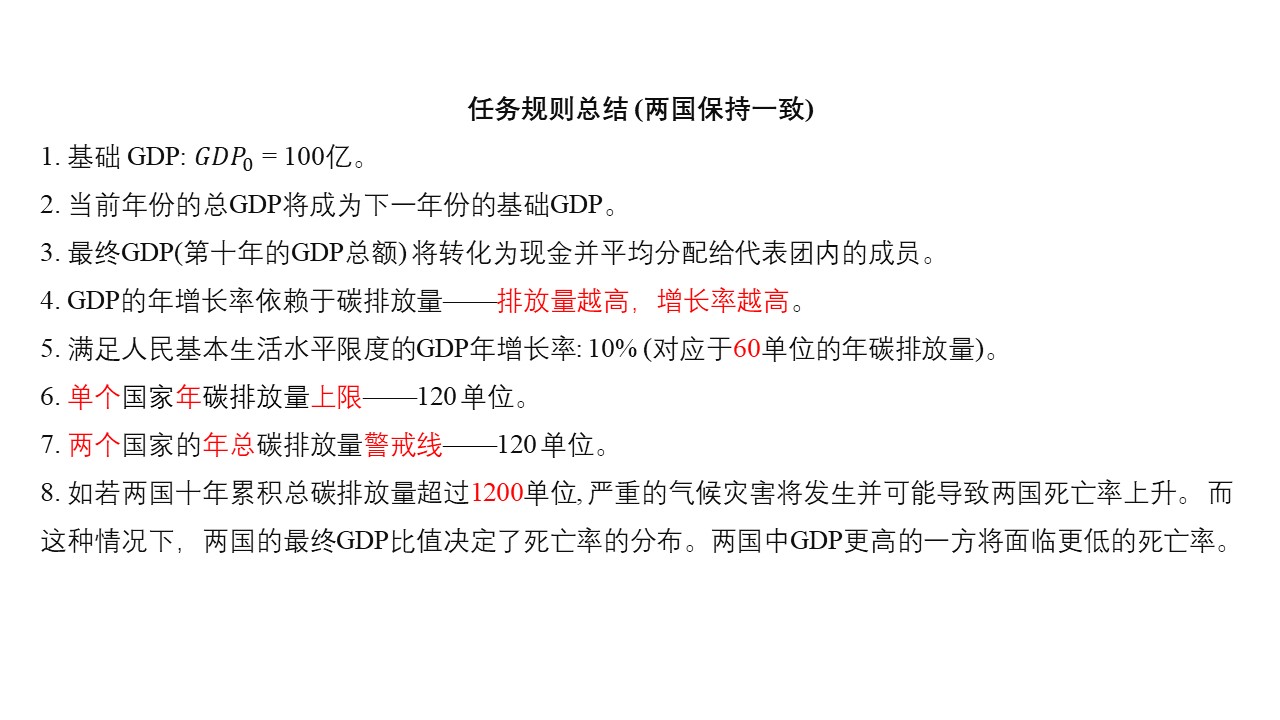 任务规则总结 (两国保持一致)
1. 基础 GDP: GDP₀ = 100亿。
2. 当前年份的总GDP将成为下一年份的基础GDP。
3. 最终GDP(第十年的GDP总额) 将转化为现金并平均分配给代表团内的成员。
4. GDP的年增长率依赖于碳排放量——排放量越高，增长率越高。
5. 满足人民基本生活水平限度的GDP年增长率: 10% (对应于60单位的年碳排放量)。
6. 单个国家年碳排放量上限——120 单位。
7. 两个国家的年总碳排放量警戒线——120 单位。
8. 如若两国十年累积总碳排放量超过1200单位, 严重的气候灾害将发生并可能导致两国死亡率上升。 而
这种情况下，两国的最终GDP比值决定了死亡率的分布。两国中GDP更高的一方将面临更低的死亡率。